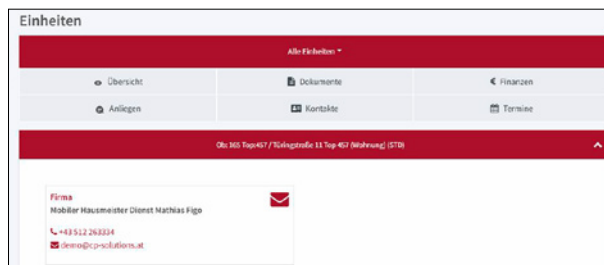 Einheiten
Alle Einheiten
Übersicht
Dokumente
€ Finanzen
Anliegen
Kontakte
Termine
Obj: 165 Top:457 / Türingstraße 11 Top 457 (Wohnung) (STD)
Firma
Mobiler Hausmeister Dienst Mathias Figo
+43 512 263334
demo@cp-solutions.at